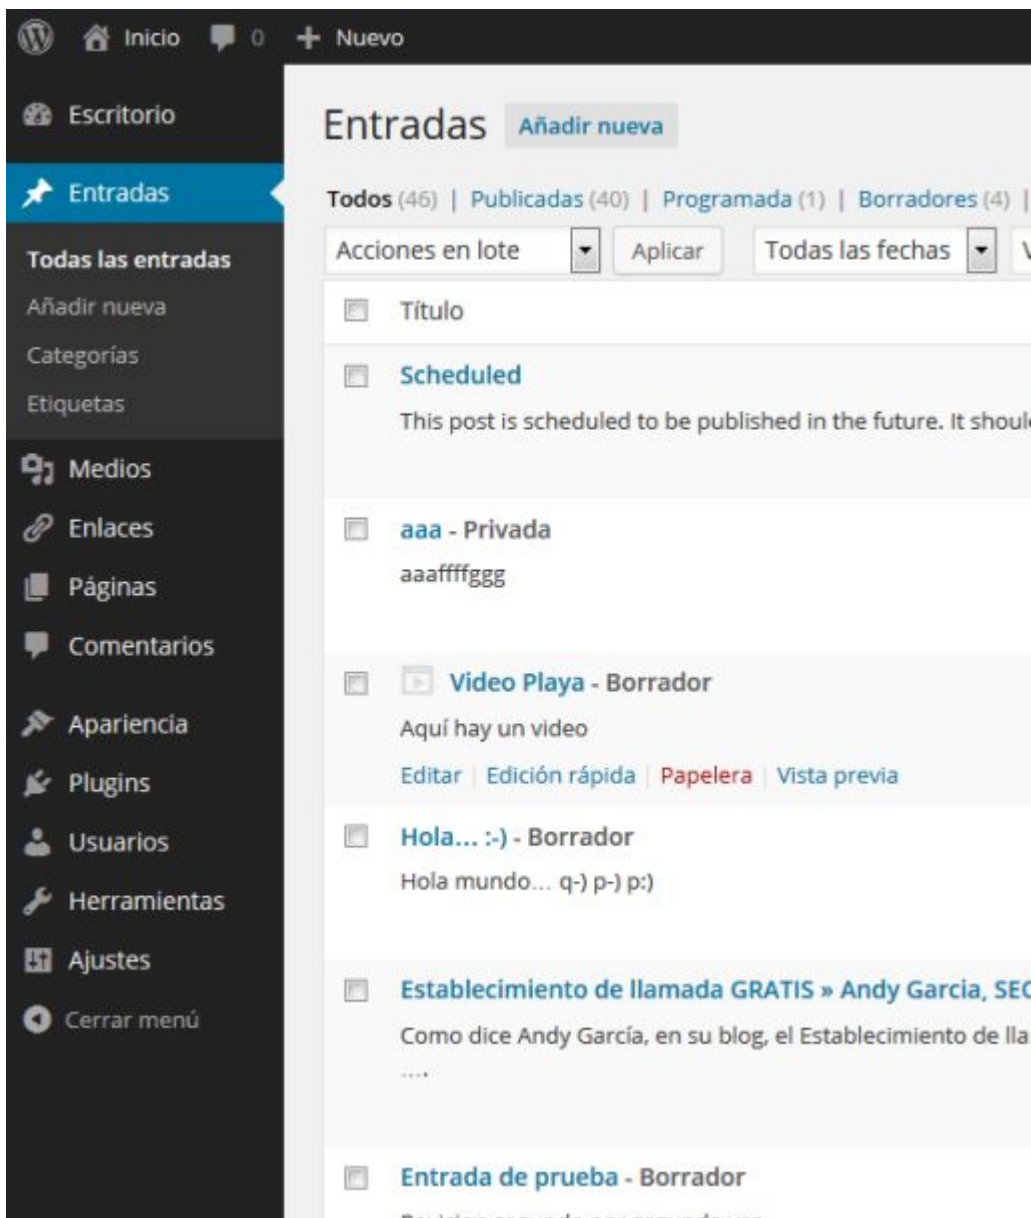 Inicio 0 + Nuevo
Escritorio
Entradas
Todas las entradas
Añadir nueva
Categorías
Etiquetas
Medios
Enlaces
Páginas
Comentarios
Apariencia
Plugins
Usuarios
Herramientas
Ajustes
Cerrar menú
Entradas Añadir nueva
Todos (46) | Publicadas (40) | Programada (1) | Borradores (4) |
Acciones en lote Aplicar Todas las fechas
Título
Scheduled
This post is scheduled to be published in the future. It
aaa - Privada
aaaffffggg
Video Playa - Borrador
Aquí hay un video
Editar | Edición rápida | Papelera | Vista previa
Hola... :-) - Borrador
Hola mundo... q-) p-) p:)
Establecimiento de llamada GRATIS » Andy Garcia,
Como dice Andy García, en su blog, el Establecimiento de
Entrada de prueba - Borrador